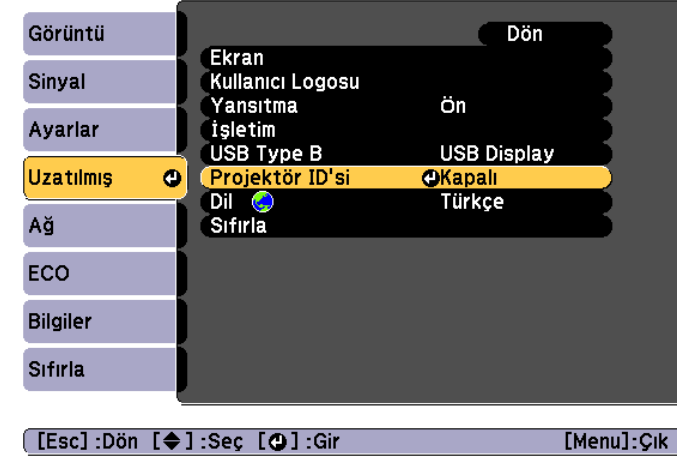 Görüntü
Sinyal
Ayarlar
Uzatılmış
Ağ
ECO
Bilgiler
Sıfırla
Dön
Ekran
Kullanıcı Logosu
Yansıtma Ön
İşletim
USB Type B USB Display
Projektör ID'si Kapalı
Dil Türkçe
Sıfırla
[Esc] :Dön [◆] :Seç [↵] :Gir [Menu]:Çık